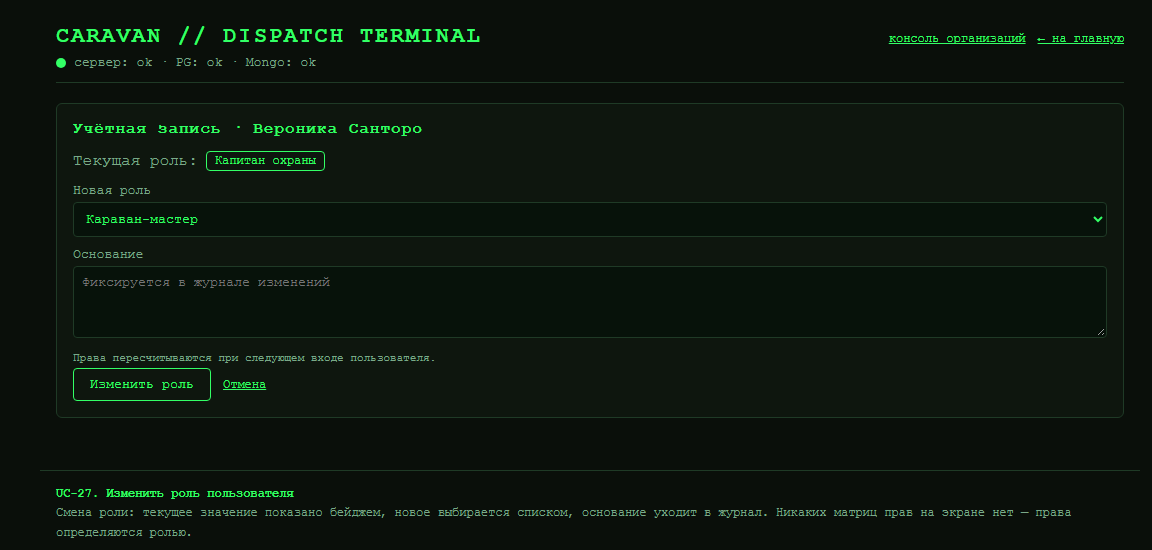 CARAVAN // DISPATCH TERMINAL
консоль организаций ← на главную
сервер: ok · PG: ok · Mongo: ok
Учётная запись · Вероника Санторо
Текущая роль: Капитан охраны
Новая роль
Караван-мастер
Основание
Фиксируется в журнале изменений
Права пересчитываются при следующем входе пользователя.
Изменить роль Отмена
UC-27. Изменить роль пользователя
Смена роли: текущее значение показано бейджем, новое выбирается списком, основание уходит в журнал. Никаких матриц прав на экране нет — права
определяются ролью.